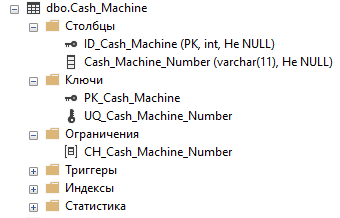 dbo.Cash_Machine
Столбцы
ID_Cash_Machine (PK, int, Не NULL)
Cash_Machine_Number (varchar(11), Не NULL)
Ключи
PK_Cash_Machine
UQ_Cash_Machine_Number
Ограничения
CH_Cash_Machine_Number
Триггеры
Индексы
Статистика